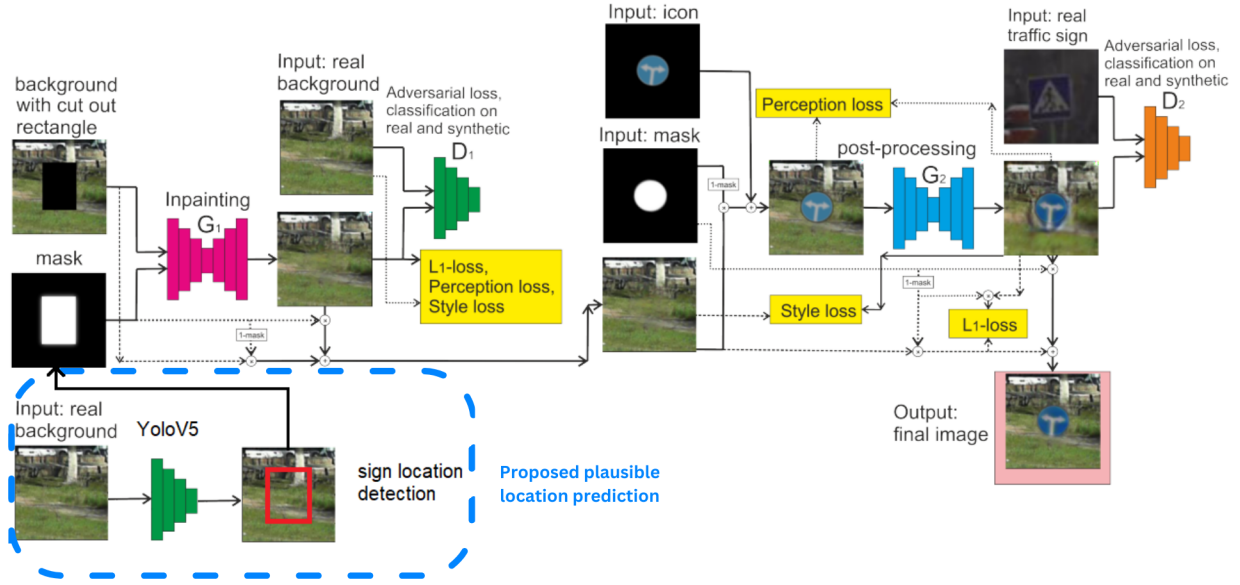 background
with cut out
rectangle
Input: real
background
Adversarial loss,
classification on
real and synthetic
D1
Inpainting
G1
mask
L1-loss,
Perception loss,
Style loss
1-mask
Input: real
background
YoloV5
sign location
detection
Proposed plausible
location prediction
Input: icon
Input: mask
1-mask
Perception loss
post-processing
G2
Input: real
traffic sign
Adversarial loss,
classification on
real and synthetic
D2
1-mask
Style loss
L1-loss
Output:
final image